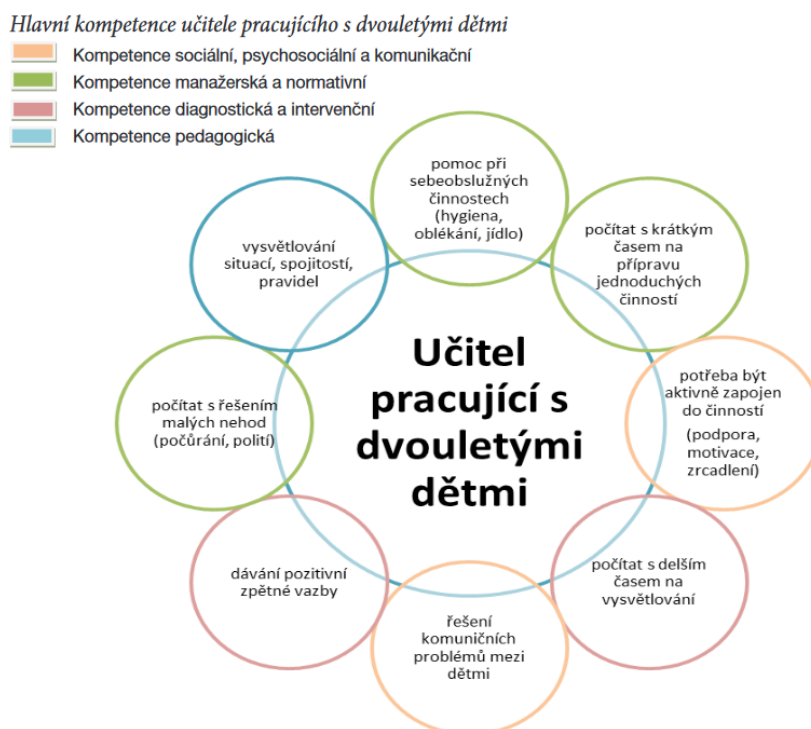 Hlavní kompetence učitele pracujícího s dvouletými dětmi
Kompetence sociální, psychosociální a komunikační
Kompetence manažerská a normativní
Kompetence diagnostická a intervenční
Kompetence pedagogická
pomoc při
sebeobslužných
činnostech
(hygiena,
oblékání, jídlo)
počítat s krátkým
časem na
přípravu
jednoduchých
činností
potřeba být
aktivně zapojen
do činností
(podpora,
motivace,
zrcadlení)
počítat s delším
časem na
vysvětlování
řešení
komuničních
problémů mezi
dětmi
dávání pozitivní
zpětné vazby
počítat s řešením
malých nehod
(počůrání, polití)
vysvětlování
situací, spojitostí,
pravidel
Učitel
pracující s
dvouletými
dětmi